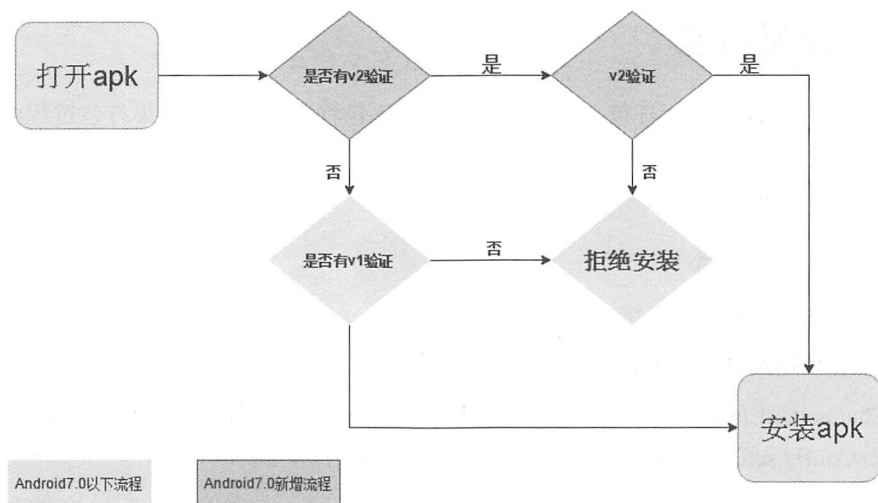 打开apk
是否有v2验证
是
v2验证
是
否
否
是否有v1验证
否
拒绝安装
安装apk
Android7.0以下流程
Android7.0新增流程